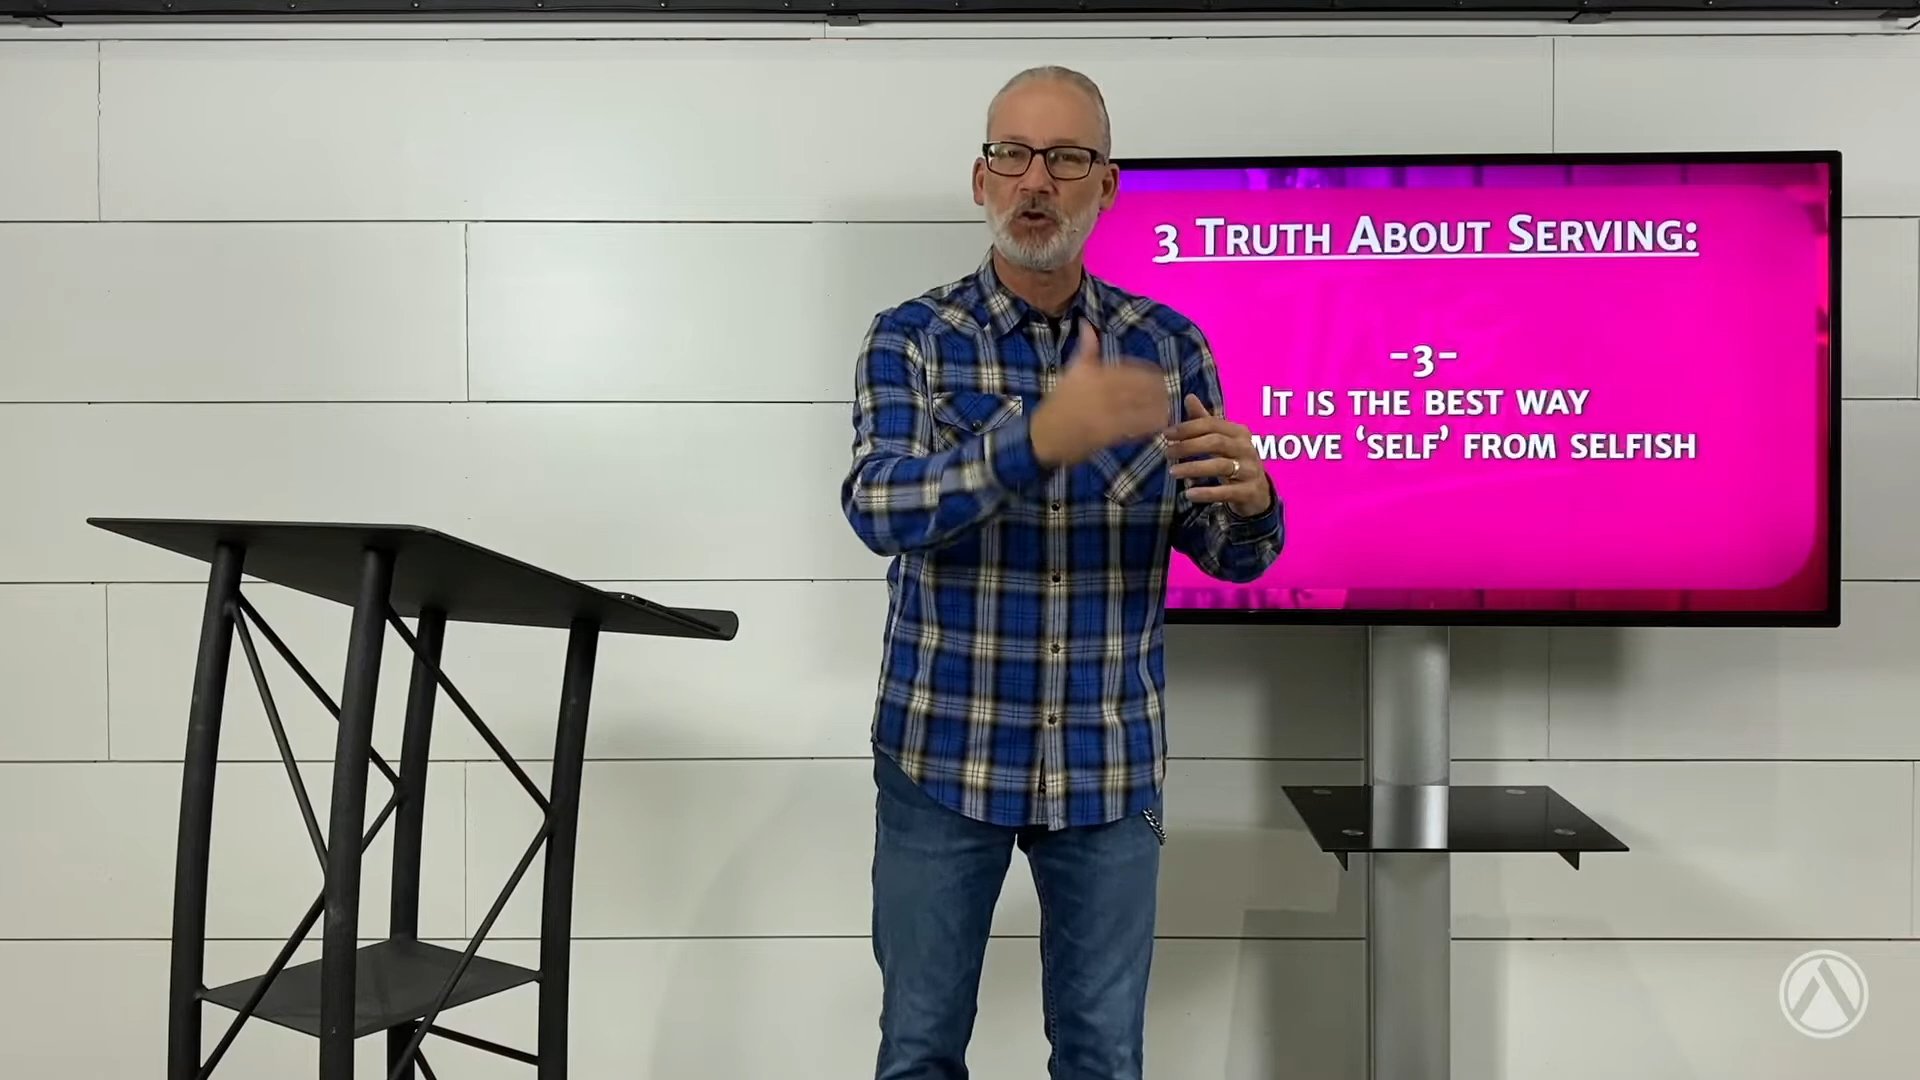 3 Truth About Serving:
-3-
It is the best way
move ‘self’ from selfish